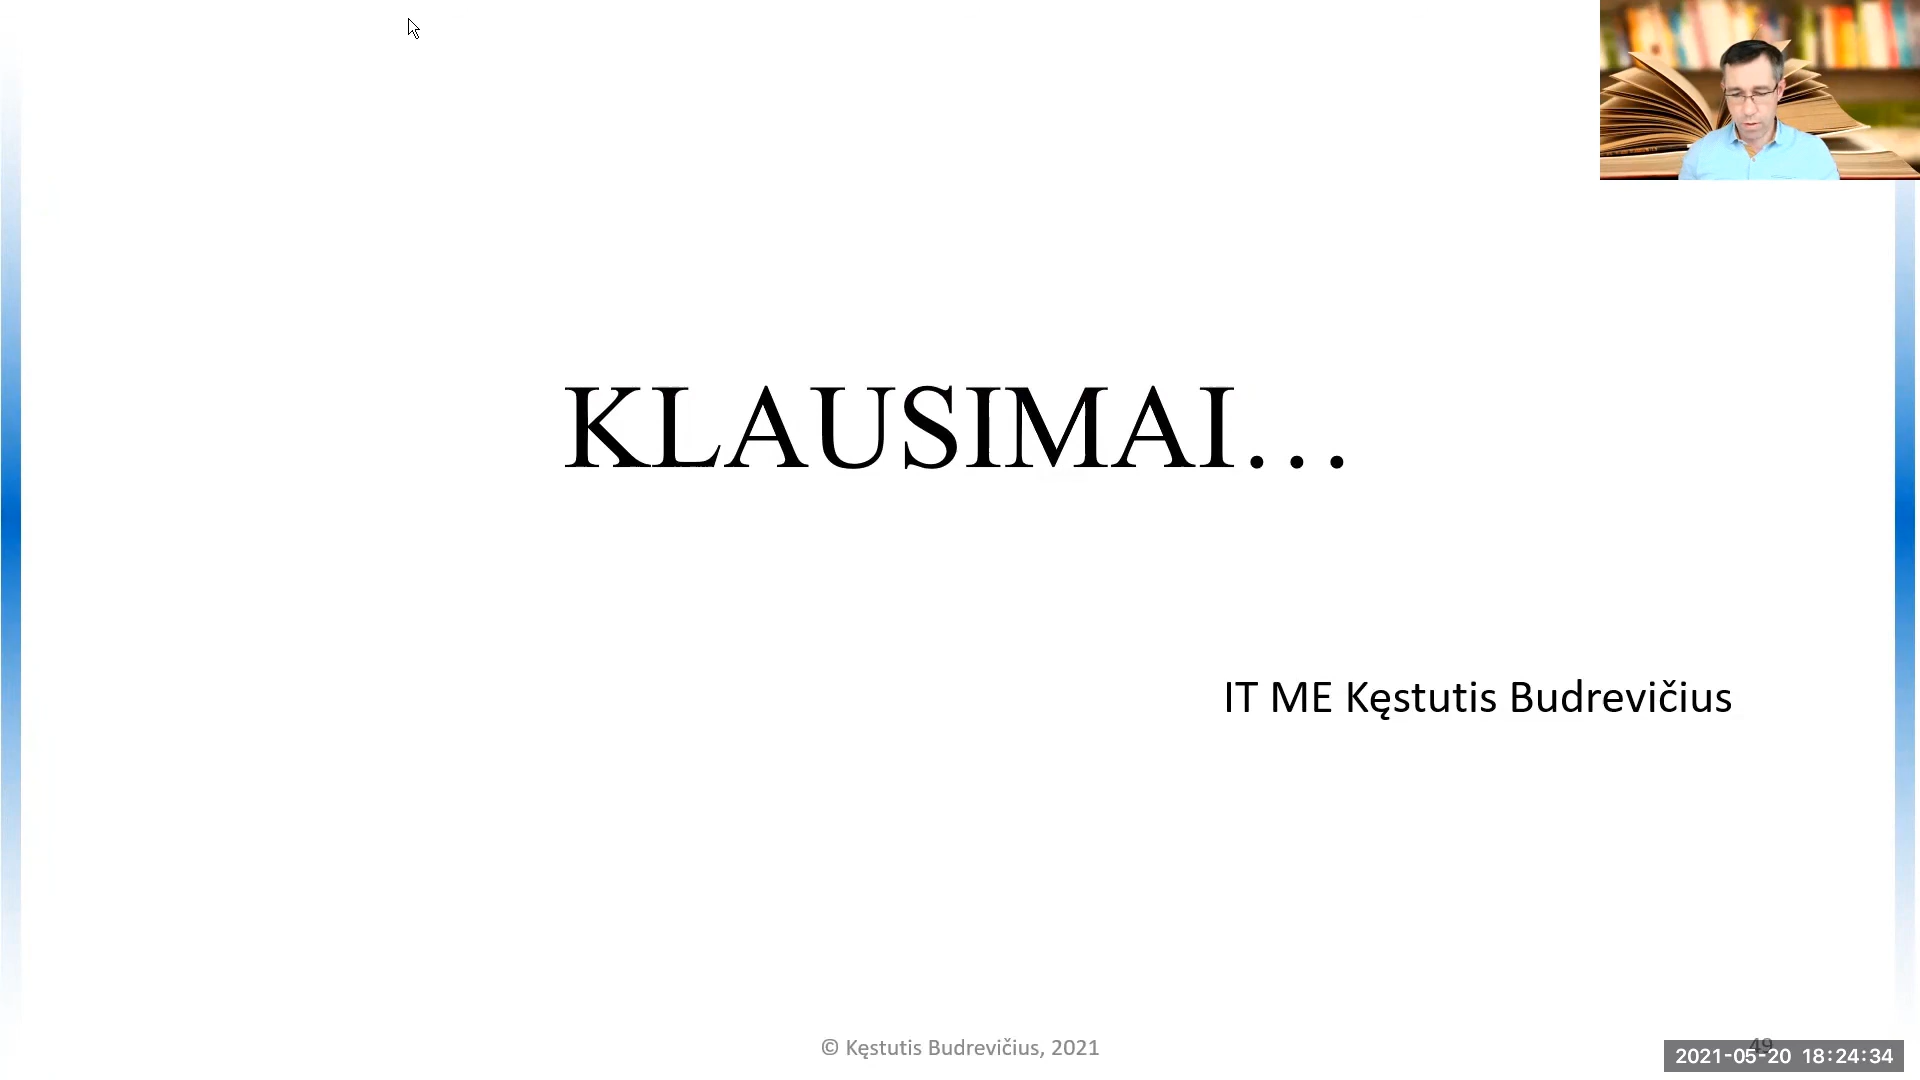 KLAUSIMAI…
IT ME Kęstutis Budrevičius
© Kęstutis Budrevičius, 2021
49
2021-05-20 18:24:34